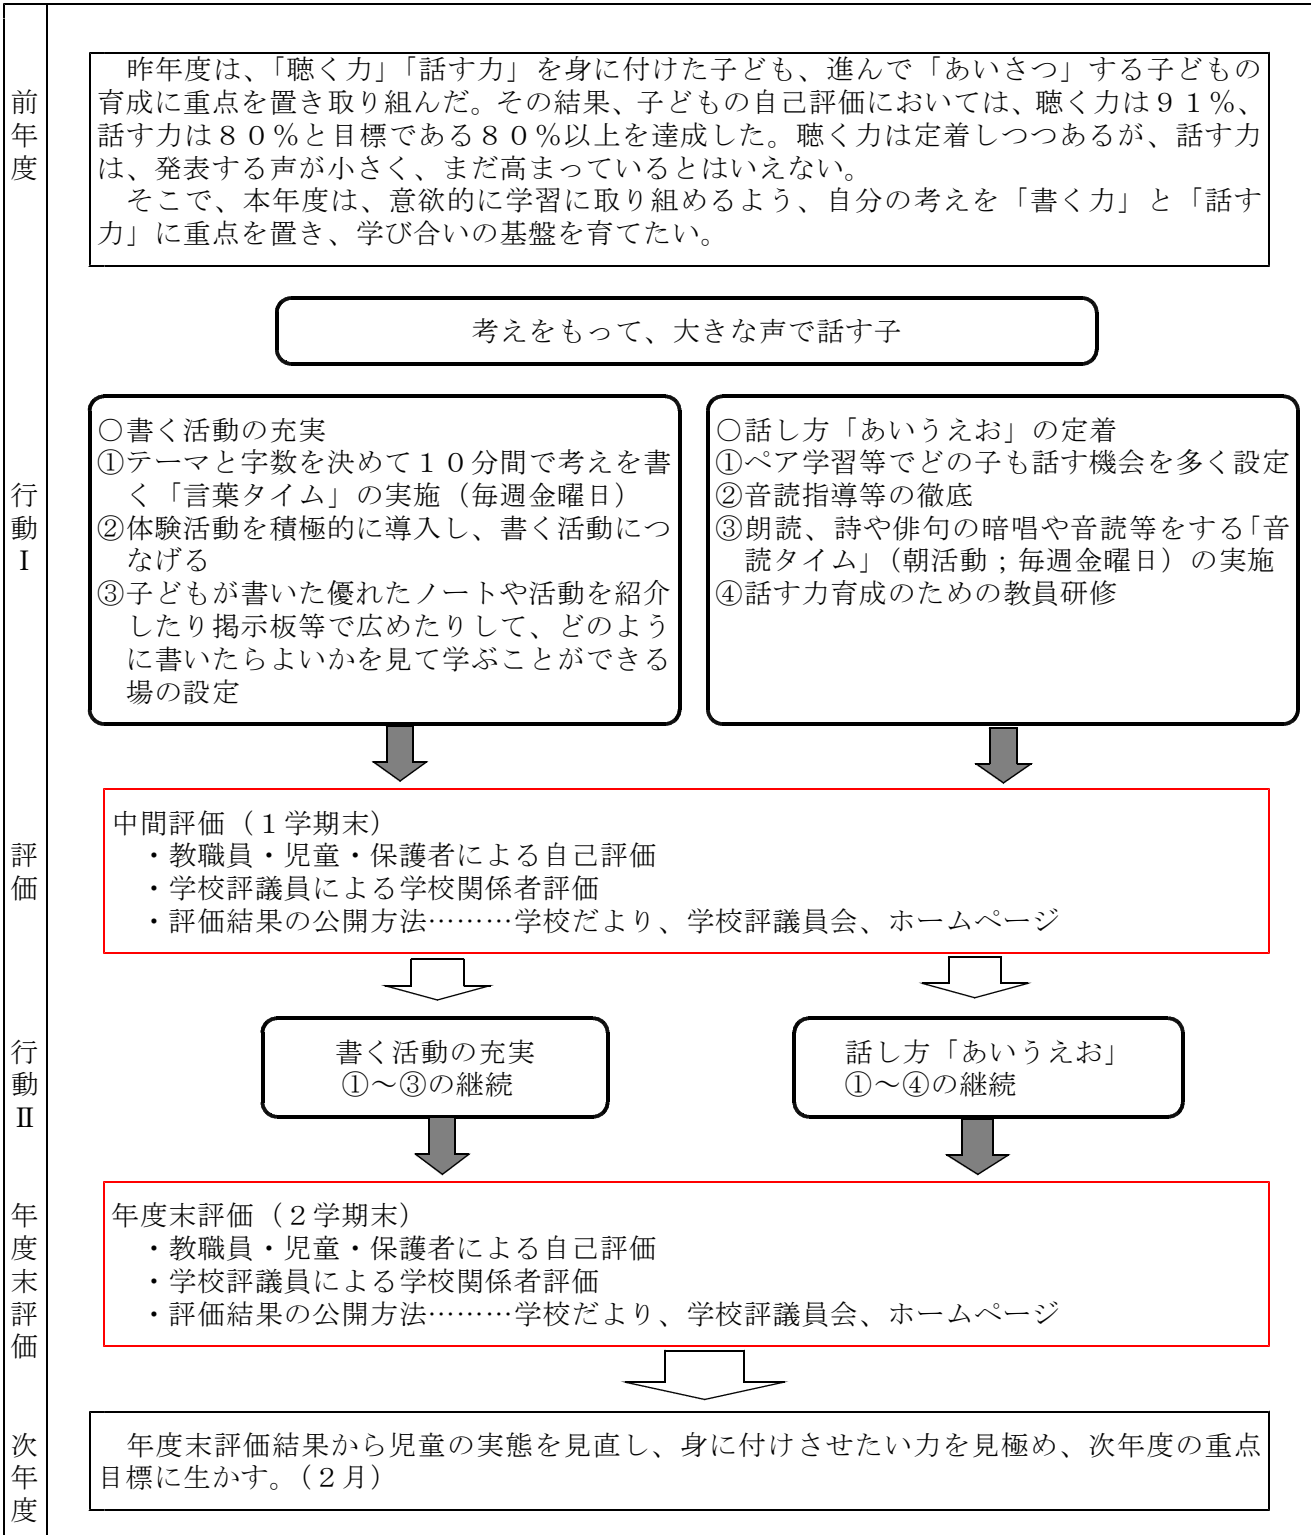 前年度
　昨年度は、「聴く力」「話す力」を身に付けた子ども、進んで「あいさつ」する子どもの
育成に重点を置き取り組んだ。その結果、子どもの自己評価においては、聴く力は９１％、
話す力は８０％と目標である８０％以上を達成した。聴く力は定着しつつあるが、話す力
は、発表する声が小さく、まだ高まっているとはいえない。
　そこで、本年度は、意欲的に学習に取り組めるよう、自分の考えを「書く力」と「話す
力」に重点を置き、学び合いの基盤を育てたい。
考えをもって、大きな声で話す子
行動Ⅰ
○書く活動の充実
①テーマと字数を決めて１０分間で考えを書
く「言葉タイム」の実施（毎週金曜日）
②体験活動を積極的に導入し、書く活動につ
なげる
③子どもが書いた優れたノートや活動を紹介
したり掲示板等で広めたりして、どのよう
に書いたらよいかを見て学ぶことができる
場の設定
○話し方「あいうえお」の定着
①ペア学習等でどの子も話す機会を多く設定
②音読指導等の徹底
③朗読、詩や俳句の暗唱や音読等をする「音
読タイム」（朝活動；毎週金曜日）の実施
④話す力育成のための教員研修
評価
中間評価（１学期末）
・教職員・児童・保護者による自己評価
・学校評議員による学校関係者評価
・評価結果の公開方法………学校だより、学校評議員会、ホームページ
行動Ⅱ
書く活動の充実
①～③の継続
話し方「あいうえお」
①～④の継続
年度末評価
年度末評価（２学期末）
・教職員・児童・保護者による自己評価
・学校評議員による学校関係者評価
・評価結果の公開方法………学校だより、学校評議員会、ホームページ
次年度
　年度末評価結果から児童の実態を見直し、身に付けさせたい力を見極め、次年度の重点
目標に生かす。（２月）